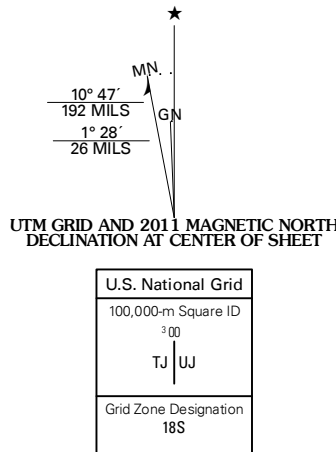 ★
MN
10° 47´
192 MILS
GN
1° 28´
26 MILS
UTM GRID AND 2011 MAGNETIC NORTH
DECLINATION AT CENTER OF SHEET
U.S. National Grid
100,000-m Square ID
³00
TJ UJ
Grid Zone Designation
18S